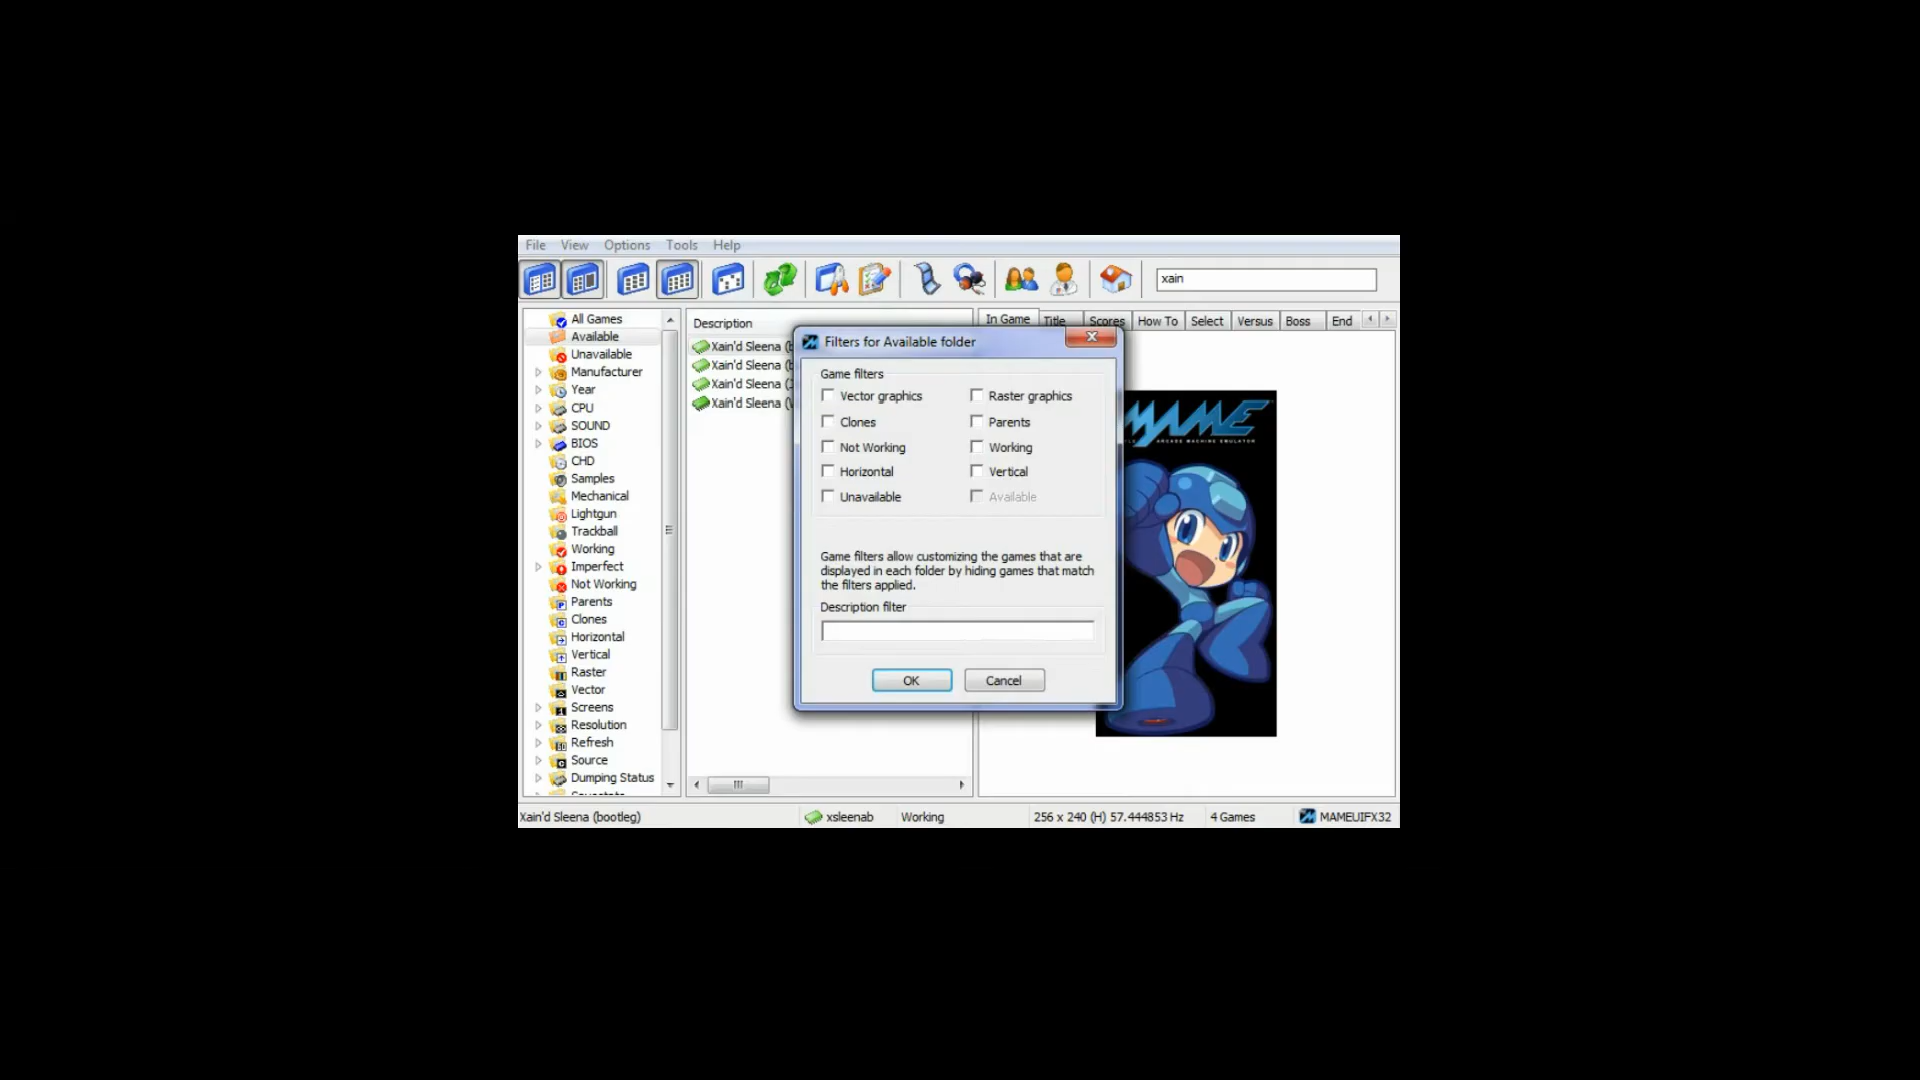 File View Options Tools Help
xain
All Games
Available
Unavailable
Manufacturer
Year
CPU
SOUND
BIOS
CHD
Samples
Mechanical
Lightgun
Trackball
Working
Imperfect
Not Working
Parents
Clones
Horizontal
Vertical
Raster
Vector
Screens
Resolution
Refresh
Source
Dumping Status
Description
Xain'd Sleena (b
Xain'd Sleena (b
Xain'd Sleena (
Xain'd Sleena (
In Game Title Scores How To Select Versus Boss End
Filters for Available folder
Game filters
Vector graphics Raster graphics
Clones Parents
Not Working Working
Horizontal Vertical
Unavailable Available
Game filters allow customizing the games that are
displayed in each folder by hiding games that match
the filters applied.
Description filter
OK Cancel
MAME
ARCADE MACHINE EMULATOR
Xain'd Sleena (bootleg) xsleenab Working 256 x 240 (H) 57.444853 Hz 4 Games MAMEUIFX32